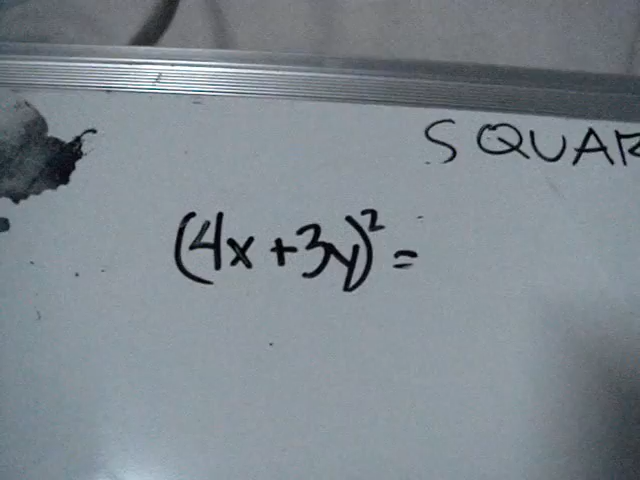 SQUAR
(4x+3y)² =